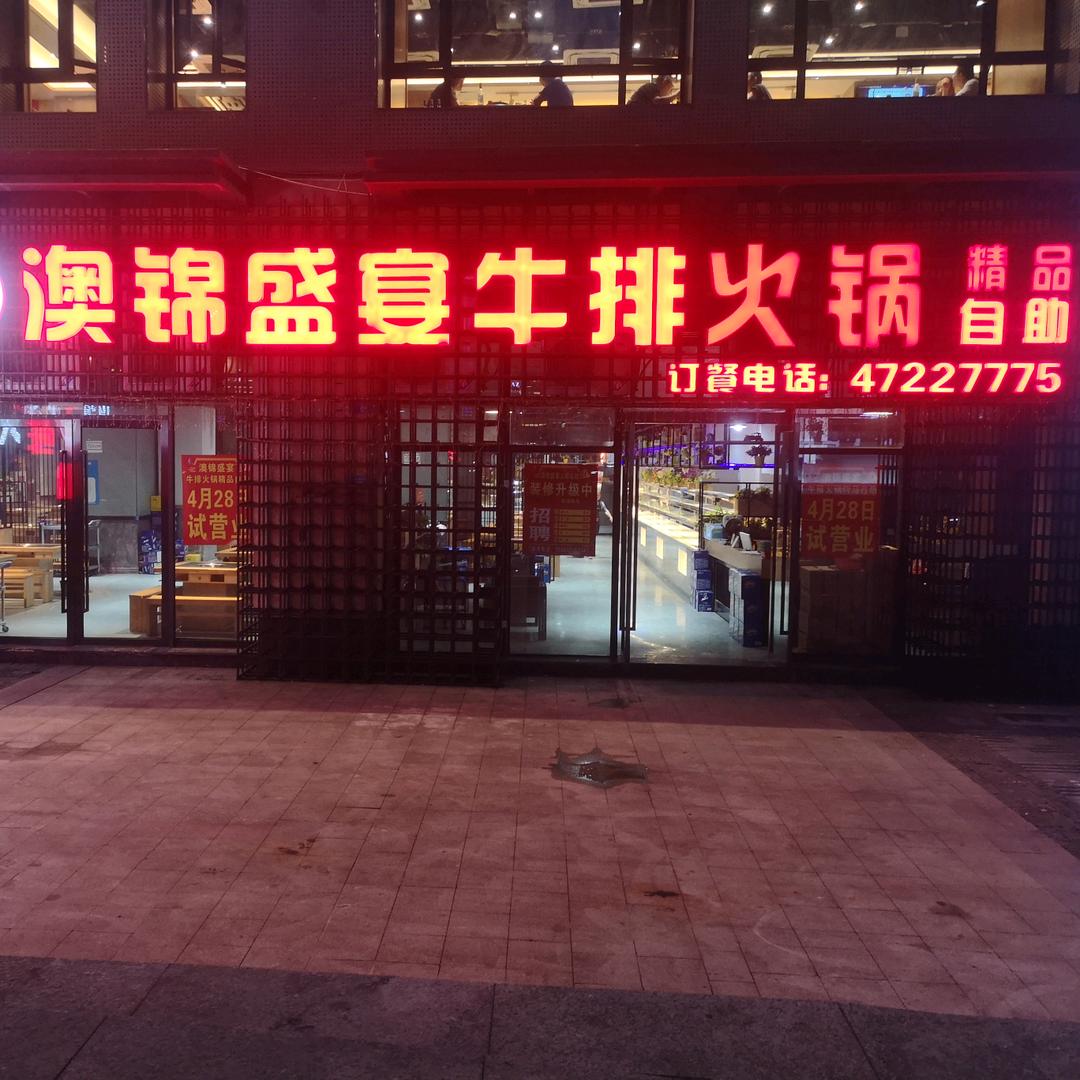 澳锦盛宴牛排火锅
精品
自助
订餐电话: 47227775
澳锦盛宴
牛排火锅精品
4月28
试营业
装修升级中
招聘
4月28日
试营业